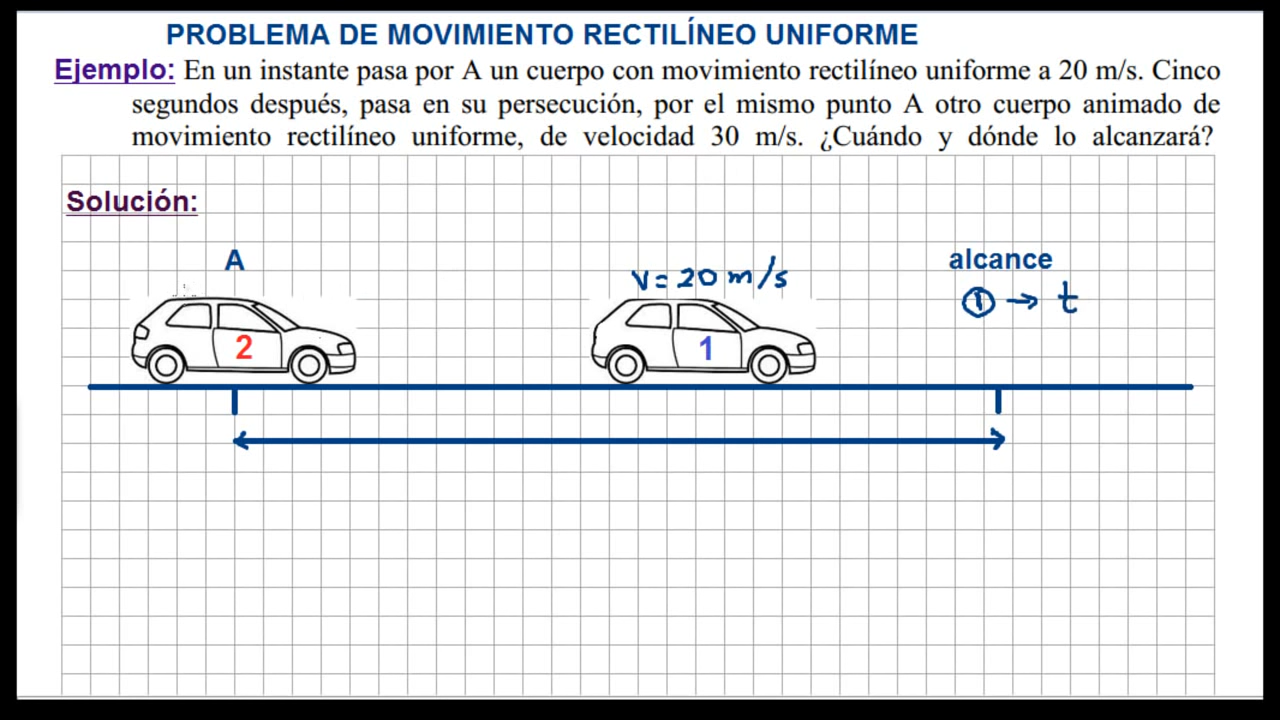 PROBLEMA DE MOVIMIENTO RECTILÍNEO UNIFORME
Ejemplo: En un instante pasa por A un cuerpo con movimiento rectilíneo uniforme a 20 m/s. Cinco
segundos después, pasa en su persecución, por el mismo punto A otro cuerpo animado de
movimiento rectilíneo uniforme, de velocidad 30 m/s. ¿Cuándo y dónde lo alcanzará?
Solución:
A
alcance
V = 20 m/s
① → t
2
1